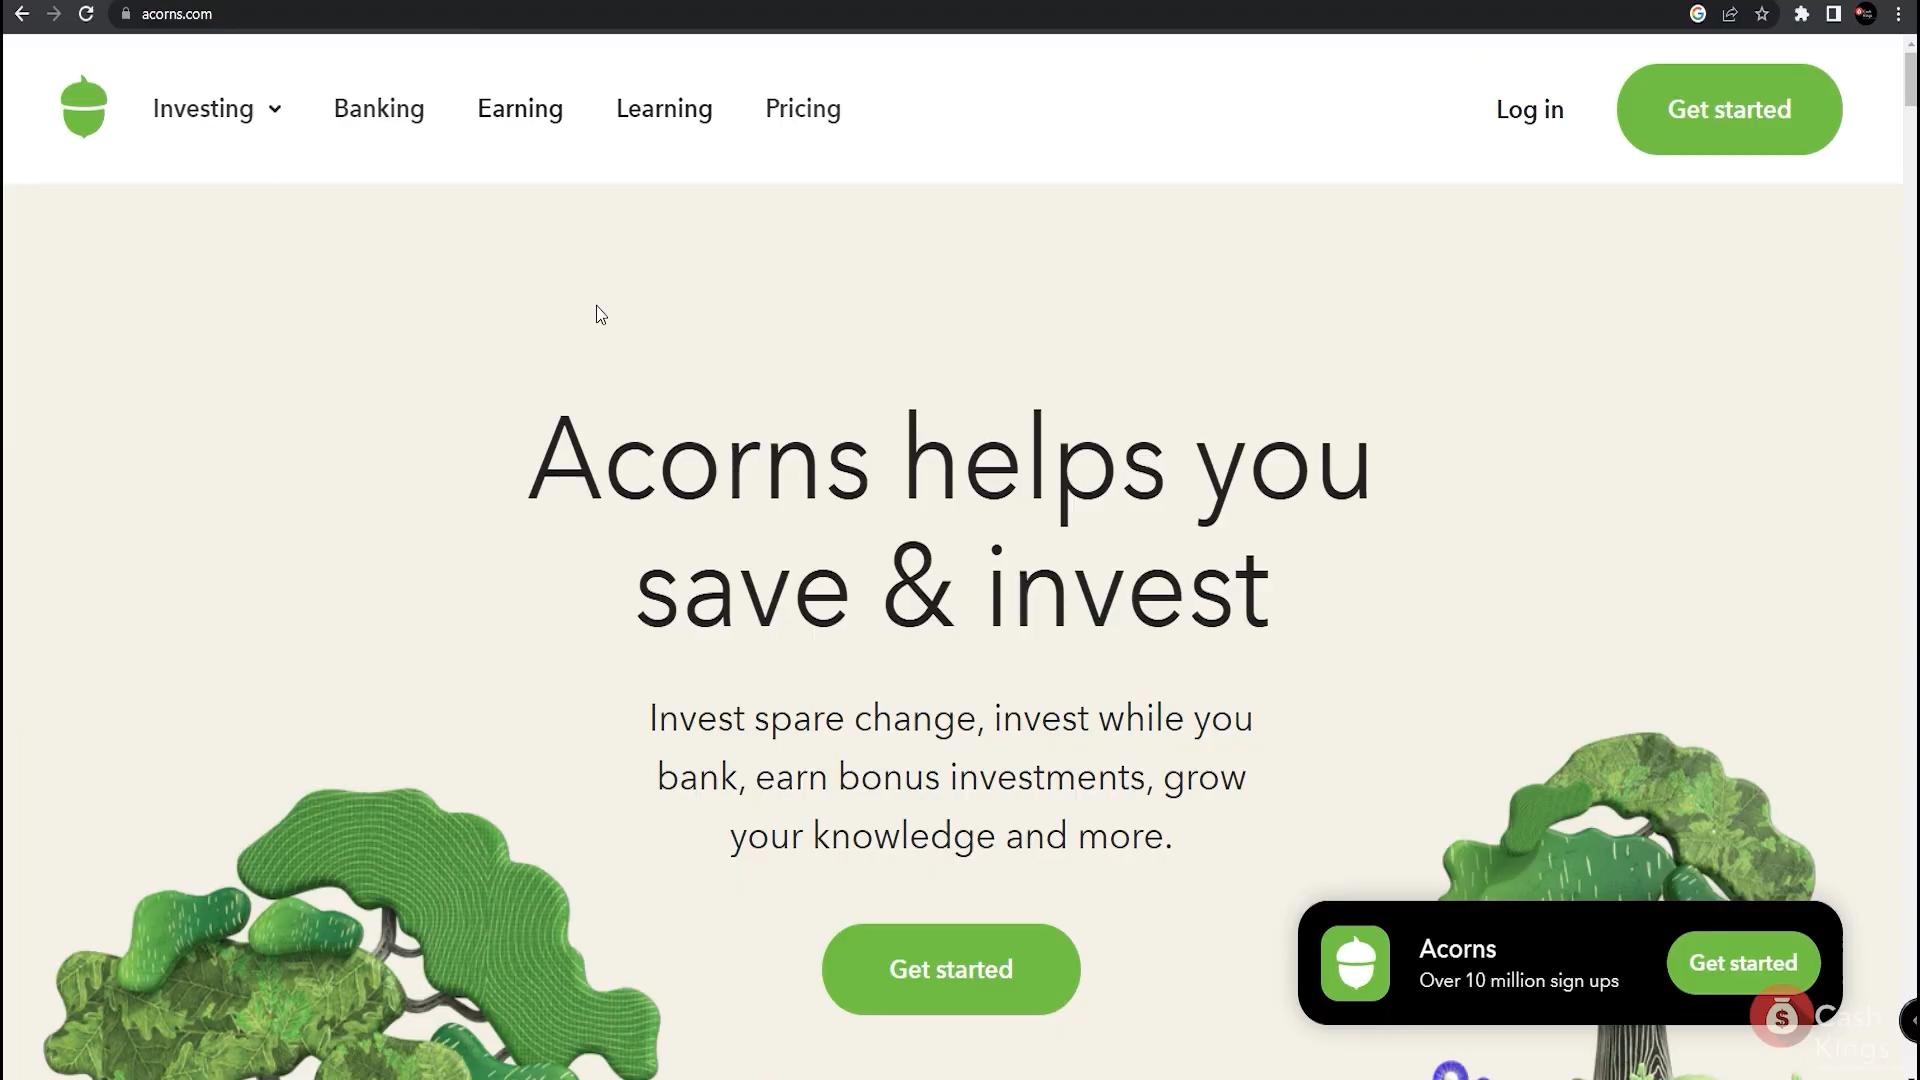 acorns.com
Investing
Banking
Earning
Learning
Pricing
Log in
Get started
Acorns helps you
save & invest
Invest spare change, invest while you
bank, earn bonus investments, grow
your knowledge and more.
Get started
Acorns
Over 10 million sign ups
Get started
$
Cash
Kings